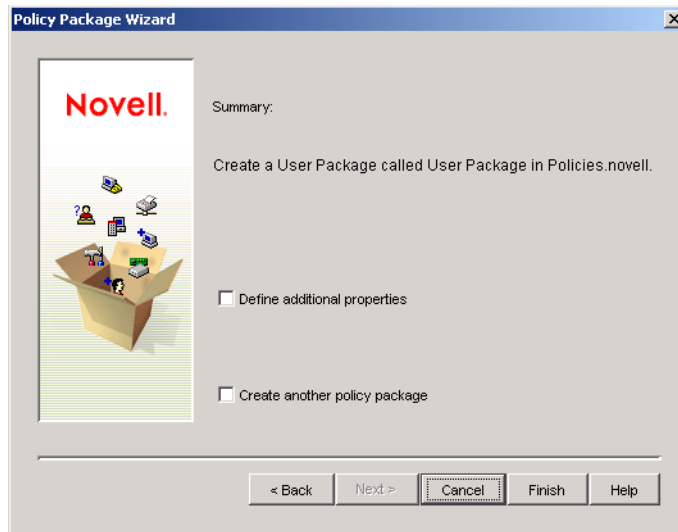 Policy Package Wizard
Novell.
Summary:
Create a User Package called User Package in Policies.novell.
Define additional properties
Create another policy package
< Back
Next >
Cancel
Finish
Help